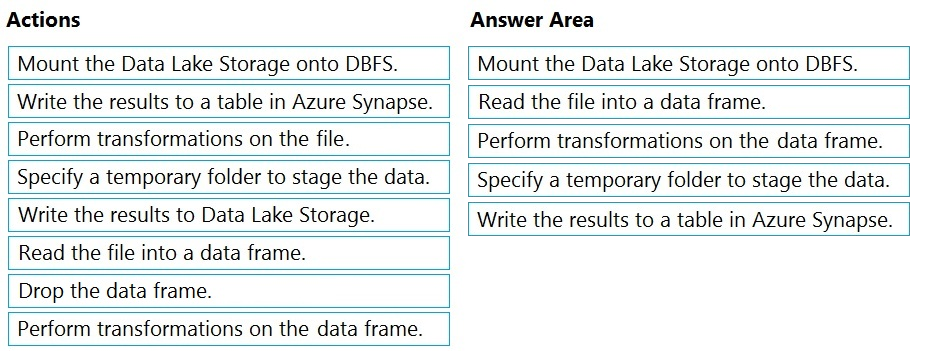 Actions
Mount the Data Lake Storage onto DBFS.
Write the results to a table in Azure Synapse.
Perform transformations on the file.
Specify a temporary folder to stage the data.
Write the results to Data Lake Storage.
Read the file into a data frame.
Drop the data frame.
Perform transformations on the data frame.
Answer Area
Mount the Data Lake Storage onto DBFS.
Read the file into a data frame.
Perform transformations on the data frame.
Specify a temporary folder to stage the data.
Write the results to a table in Azure Synapse.